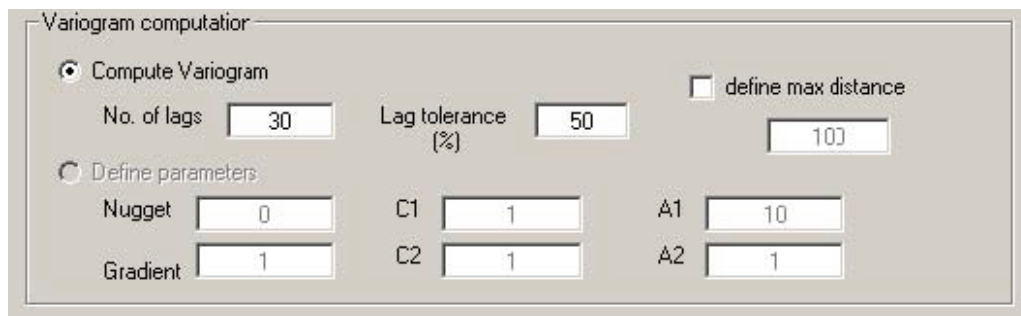 Variogram computation
Compute Variogram
define max distance
No. of lags 30 Lag tolerance (%) 50
100
Define parameters
Nugget 0 C1 1 A1 10
Gradient 1 C2 1 A2 1